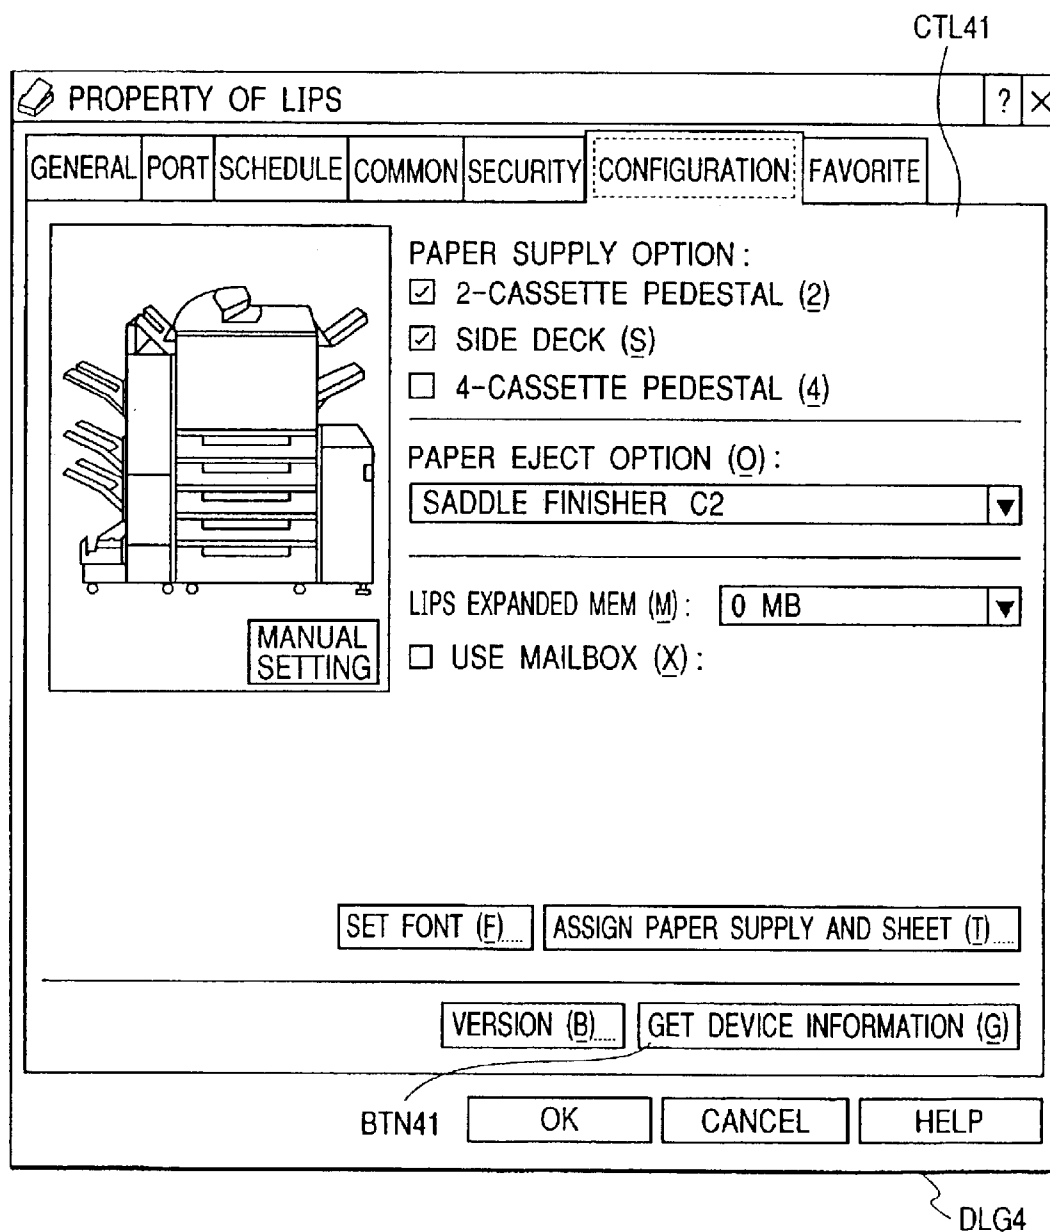 CTL41
PROPERTY OF LIPS ? ×
GENERAL PORT SCHEDULE COMMON SECURITY CONFIGURATION FAVORITE
PAPER SUPPLY OPTION:
2-CASSETTE PEDESTAL (2)
SIDE DECK (S)
4-CASSETTE PEDESTAL (4)
PAPER EJECT OPTION (O):
SADDLE FINISHER C2
LIPS EXPANDED MEM (M): 0 MB
MANUAL
SETTING
USE MAILBOX (X):
SET FONT (F).... ASSIGN PAPER SUPPLY AND SHEET (T)....
VERSION (B).... GET DEVICE INFORMATION (G)
BTN41 OK CANCEL HELP
DLG4